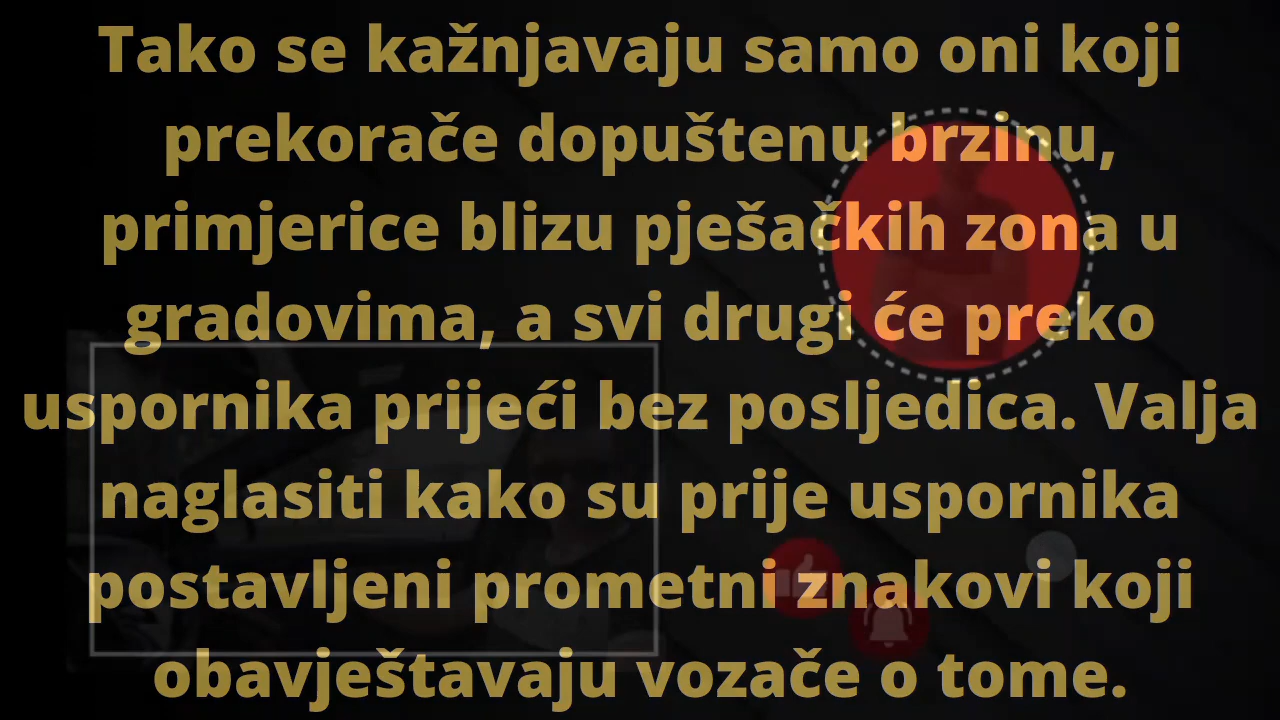 Tako se kažnjavaju samo oni koji
prekorače dopuštenu brzinu,
primjerice blizu pješačkih zona u
gradovima, a svi drugi će preko
uspornika prijeći bez posljedica. Valja
naglasiti kako su prije uspornika
postavljeni prometni znakovi koji
obavještavaju vozače o tome.